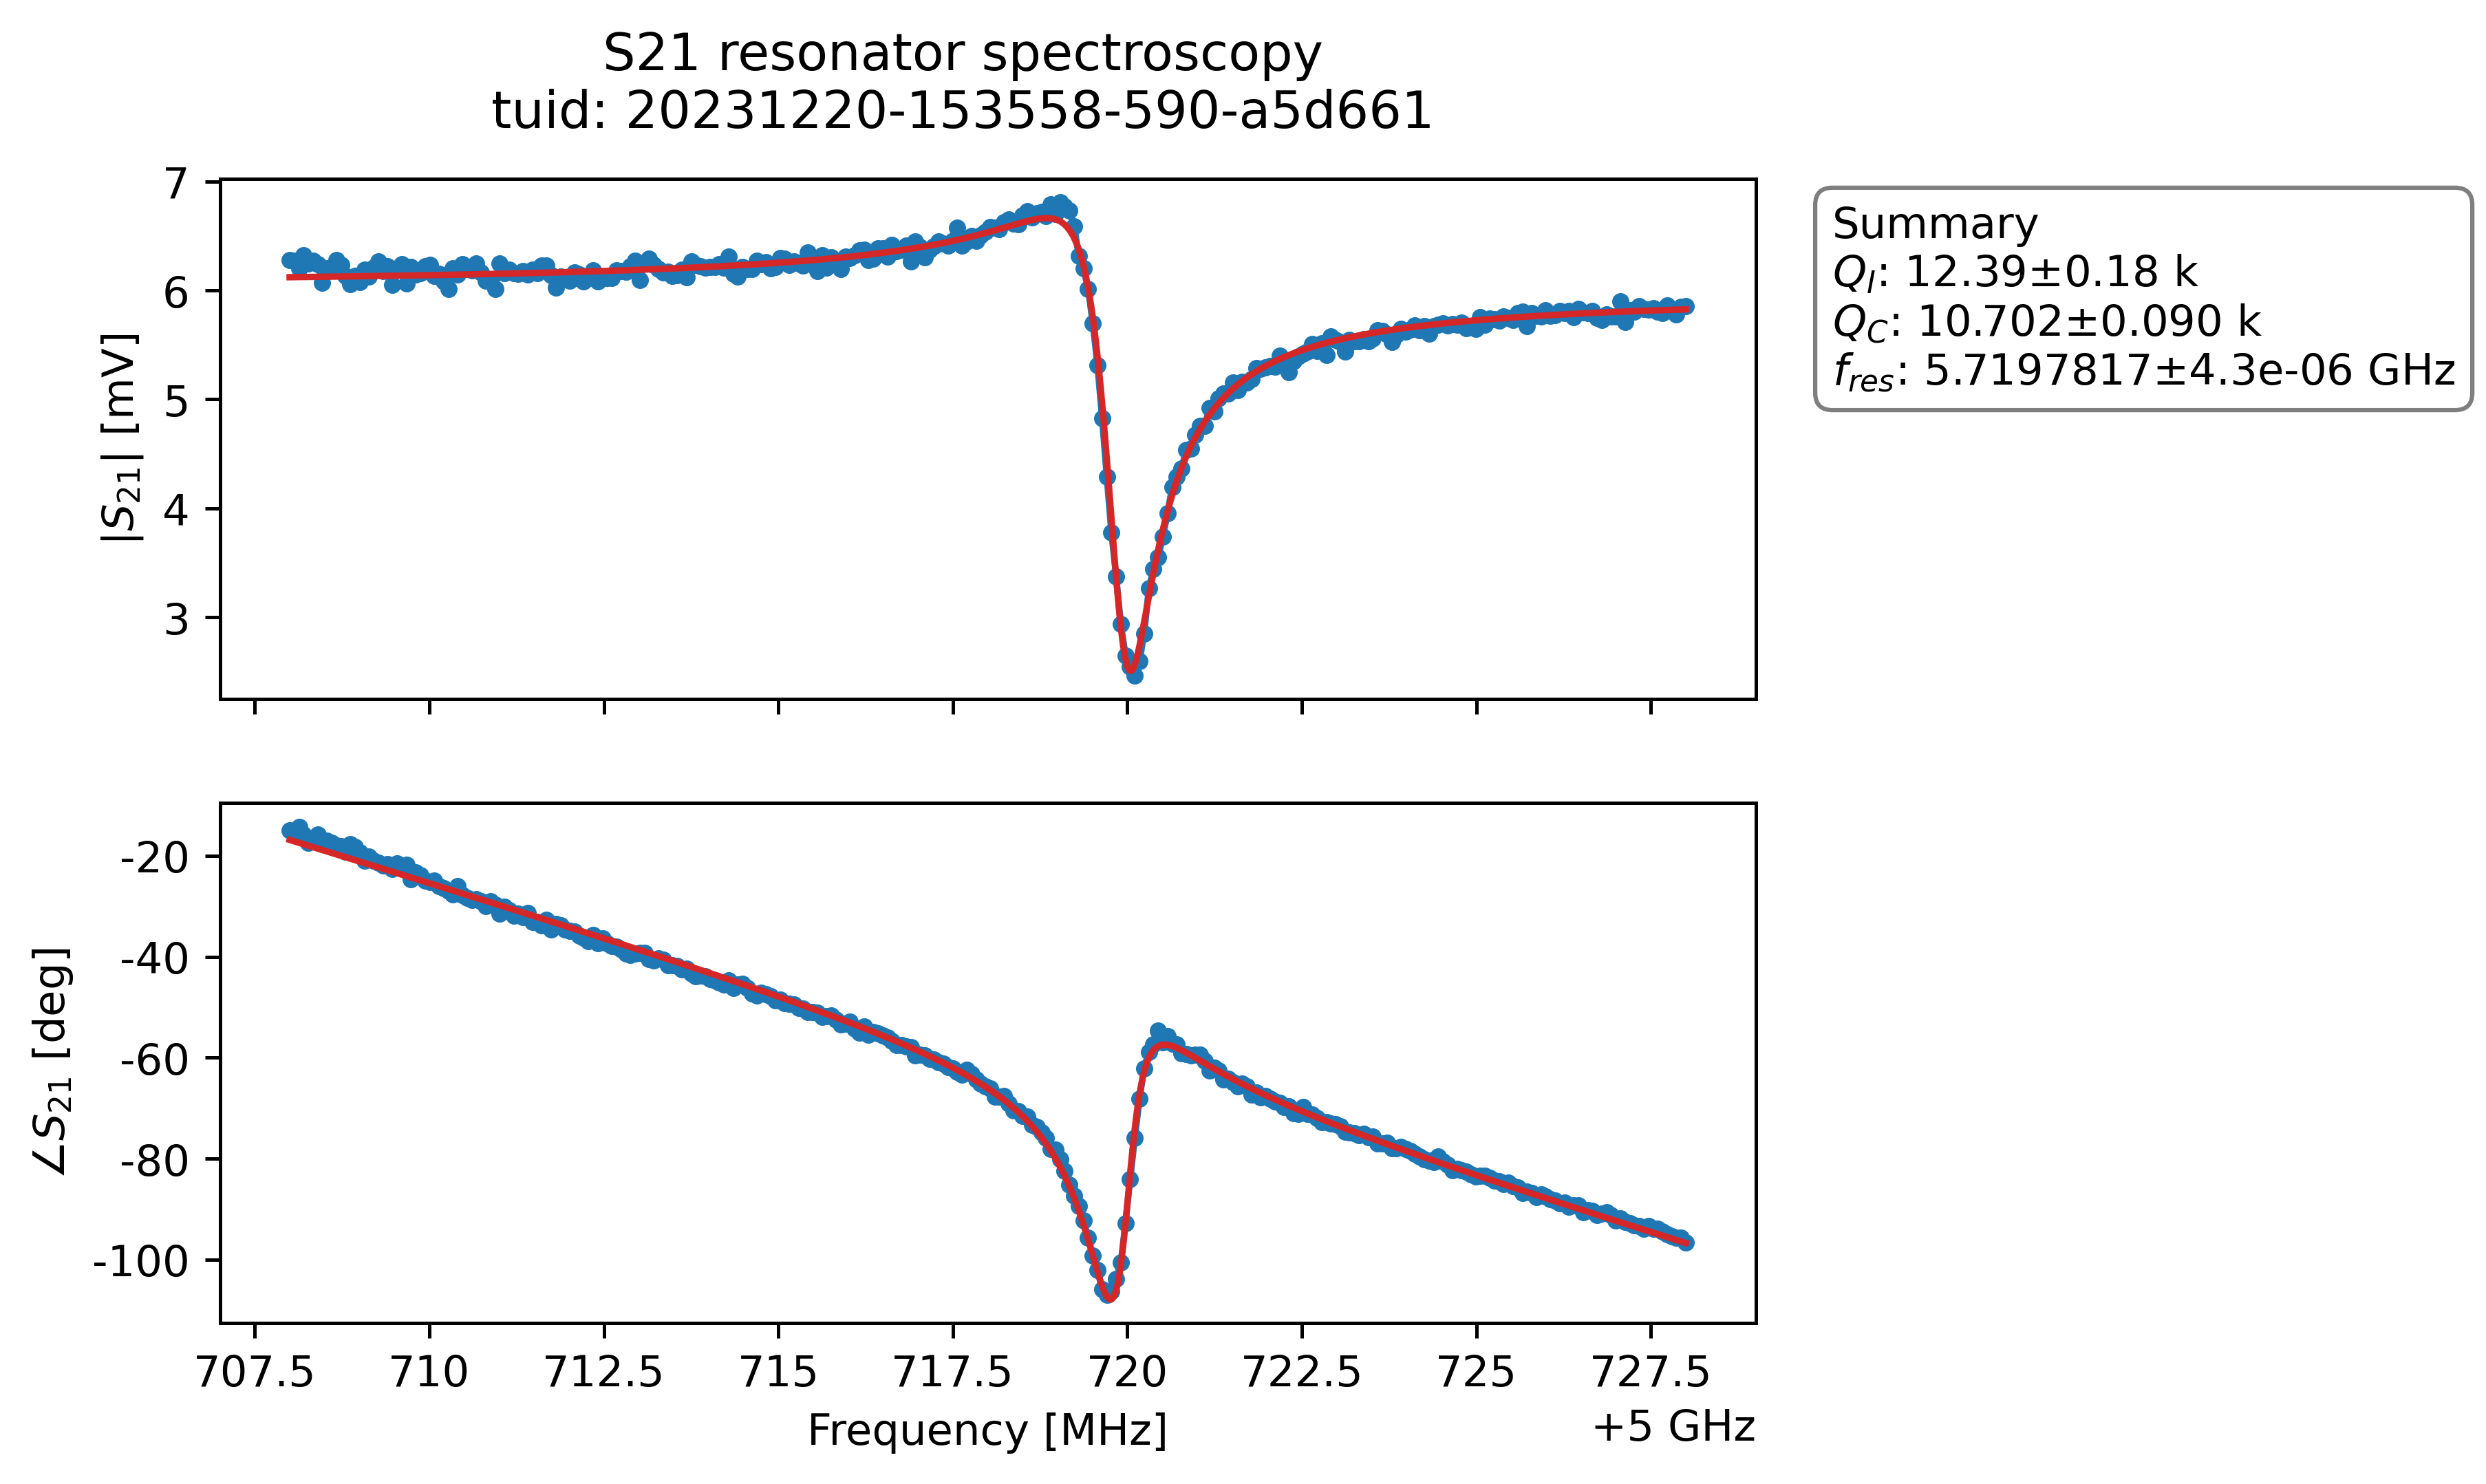 S21 resonator spectroscopy
tuid: 20231220-153558-590-a5d661
7
6
5
4
3
|S21| [mV]
Summary
QI: 12.39±0.18 k
QC: 10.702±0.090 k
fres: 5.7197817±4.3e-06 GHz
-20
-40
-60
-80
-100
∠S21 [deg]
707.5 710 712.5 715 717.5 720 722.5 725 727.5
Frequency [MHz]
+5 GHz